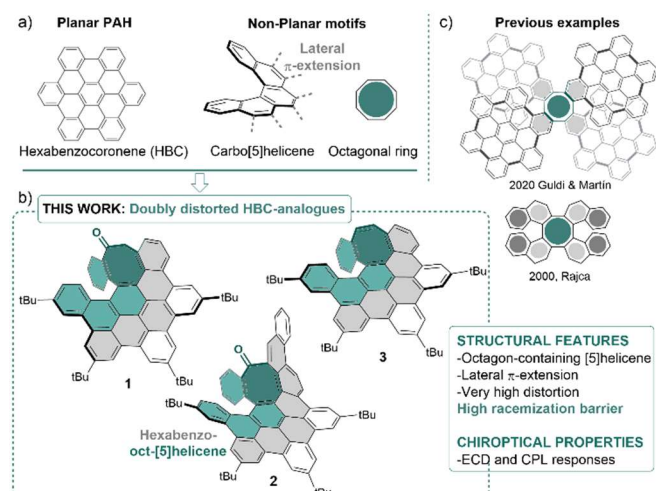 a)
Planar PAH
Non-Planar motifs
Lateral
π-extension
Hexabenzocoronene (HBC)
Carbo[5]helicene
Octagonal ring
c)
Previous examples
2020 Guldi & Martín
2000, Rajca
b)
THIS WORK: Doubly distorted HBC-analogues
O
tBu
tBu
tBu
tBu
1
O
tBu
tBu
tBu
tBu
Hexabenzo-
oct-[5]helicene
2
tBu
tBu
tBu
tBu
3
STRUCTURAL FEATURES
-Octagon-containing [5]helicene
-Lateral π-extension
-Very high distortion
High racemization barrier
CHIROPTICAL PROPERTIES
-ECD and CPL responses